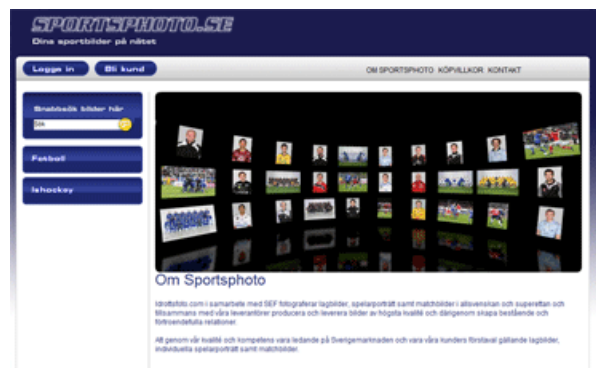 SPORTSPHOTO.SE
Dina sportbilder på nätet
Logga in
Bli kund
OM SPORTSPHOTO KÖPVILLKOR KONTAKT
Snabbsök bilder här
Sök
Fotboll
Ishockey
Om Sportsphoto
Idrottsfoto.com i samarbete med SEF fotograferar lagbilder, spelarporträtt samt matchbilder i allsvenskan och superettan och
tillsammans med våra leverantörer producera och leverera bilder av högsta kvalité och därigenom skapa bestående och
förtroendefulla relationer.
Att genom vår kvalité och kompetens vara ledande på Sverigemarknaden och vara våra kunders förstaval gällande lagbilder,
individuella spelarporträtt samt matchbilder.